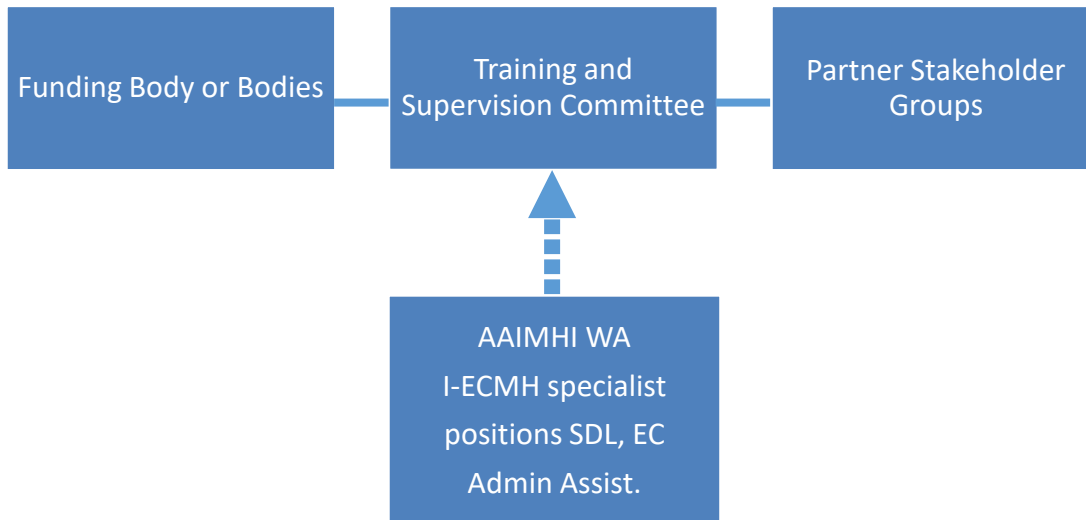 Funding Body or Bodies
Training and
Supervision Committee
Partner Stakeholder
Groups
AAIMHI WA
I-ECMH specialist
positions SDL, EC
Admin Assist.